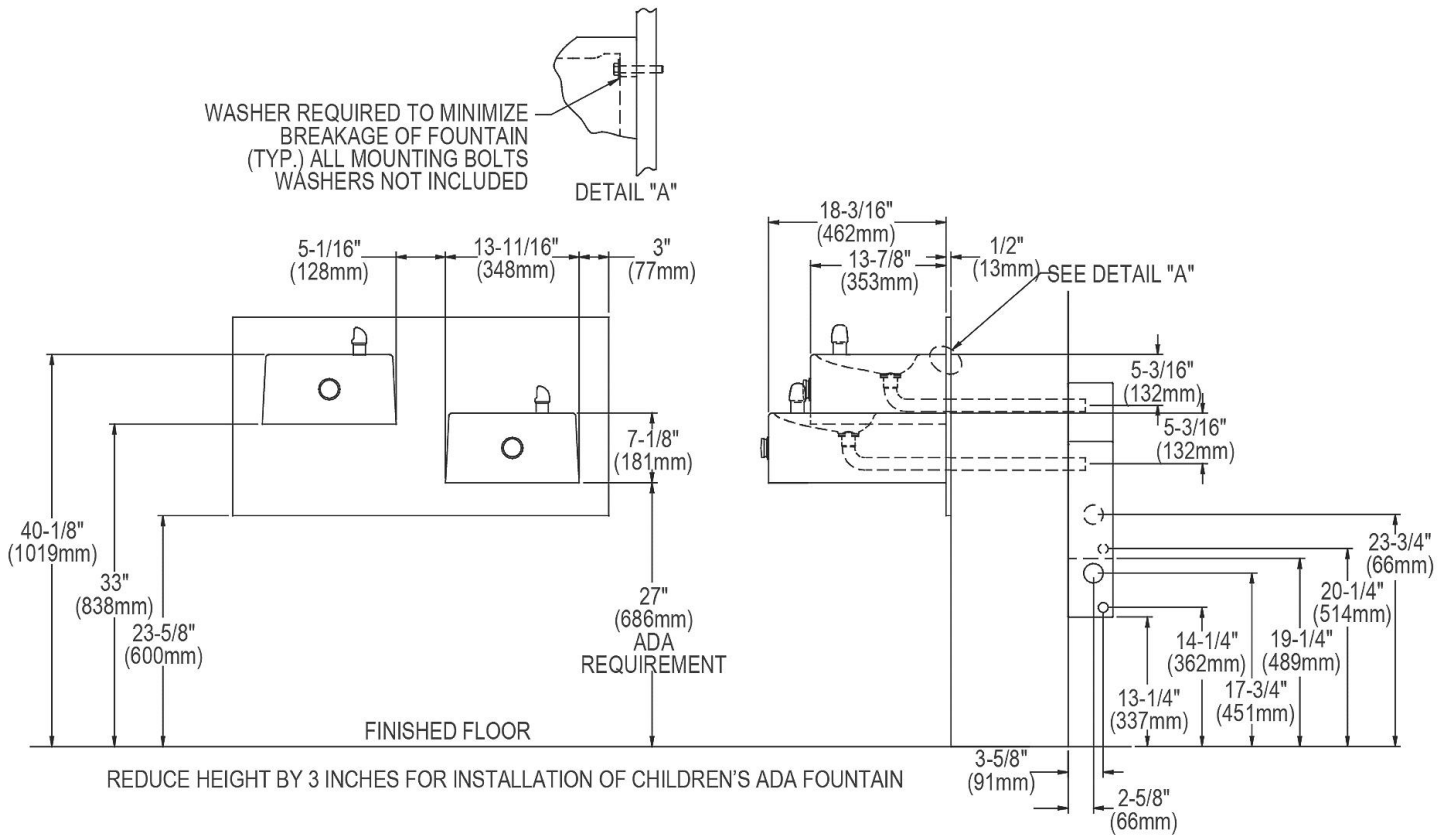 WASHER REQUIRED TO MINIMIZE
BREAKAGE OF FOUNTAIN
(TYP.) ALL MOUNTING BOLTS
WASHERS NOT INCLUDED
DETAIL "A"
5-1/16"
(128mm)
13-11/16"
(348mm)
3"
(77mm)
18-3/16"
(462mm)
13-7/8"
(353mm)
1/2"
(13mm)
SEE DETAIL "A"
5-3/16"
(132mm)
5-3/16"
(132mm)
7-1/8"
(181mm)
40-1/8"
(1019mm)
33"
(838mm)
23-5/8"
(600mm)
27"
(686mm)
ADA
REQUIREMENT
23-3/4"
(66mm)
20-1/4"
(514mm)
19-1/4"
(489mm)
14-1/4"
(362mm)
17-3/4"
(451mm)
13-1/4"
(337mm)
FINISHED FLOOR
3-5/8"
(91mm)
2-5/8"
(66mm)
REDUCE HEIGHT BY 3 INCHES FOR INSTALLATION OF CHILDREN'S ADA FOUNTAIN